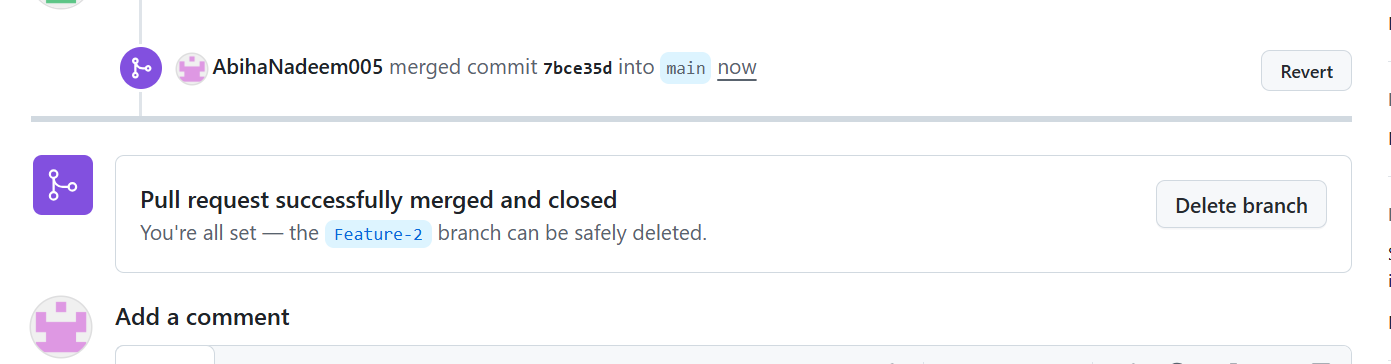 AbihaNadeem005 merged commit 7bce35d into main now
Revert
Pull request successfully merged and closed
Delete branch
You're all set — the Feature-2 branch can be safely deleted.
Add a comment